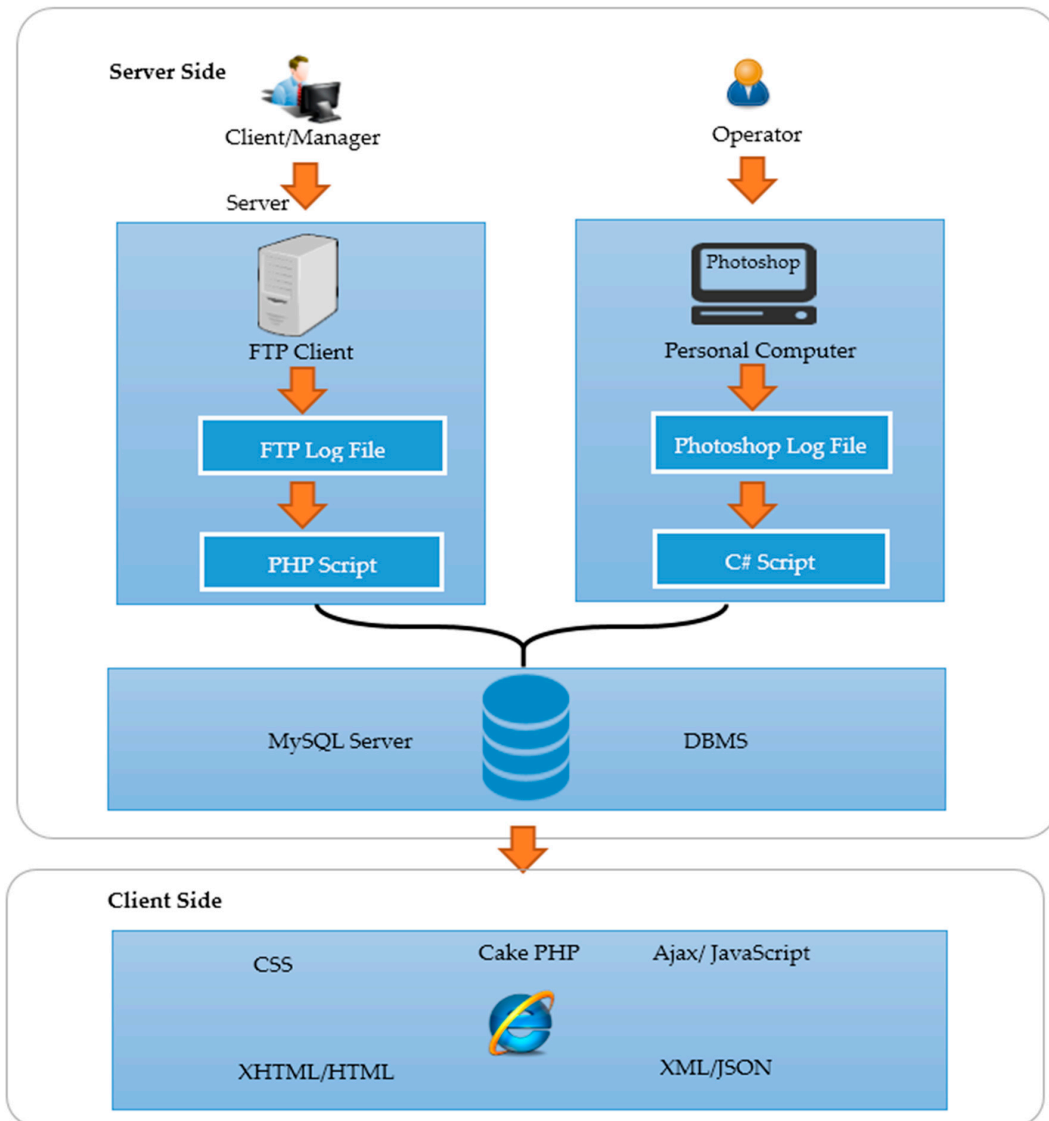 Server Side
Client/Manager
Operator
Server
Photoshop
FTP Client
Personal Computer
FTP Log File
Photoshop Log File
PHP Script
C# Script
MySQL Server
DBMS
Client Side
CSS
Cake PHP
Ajax/ JavaScript
XHTML/HTML
XML/JSON